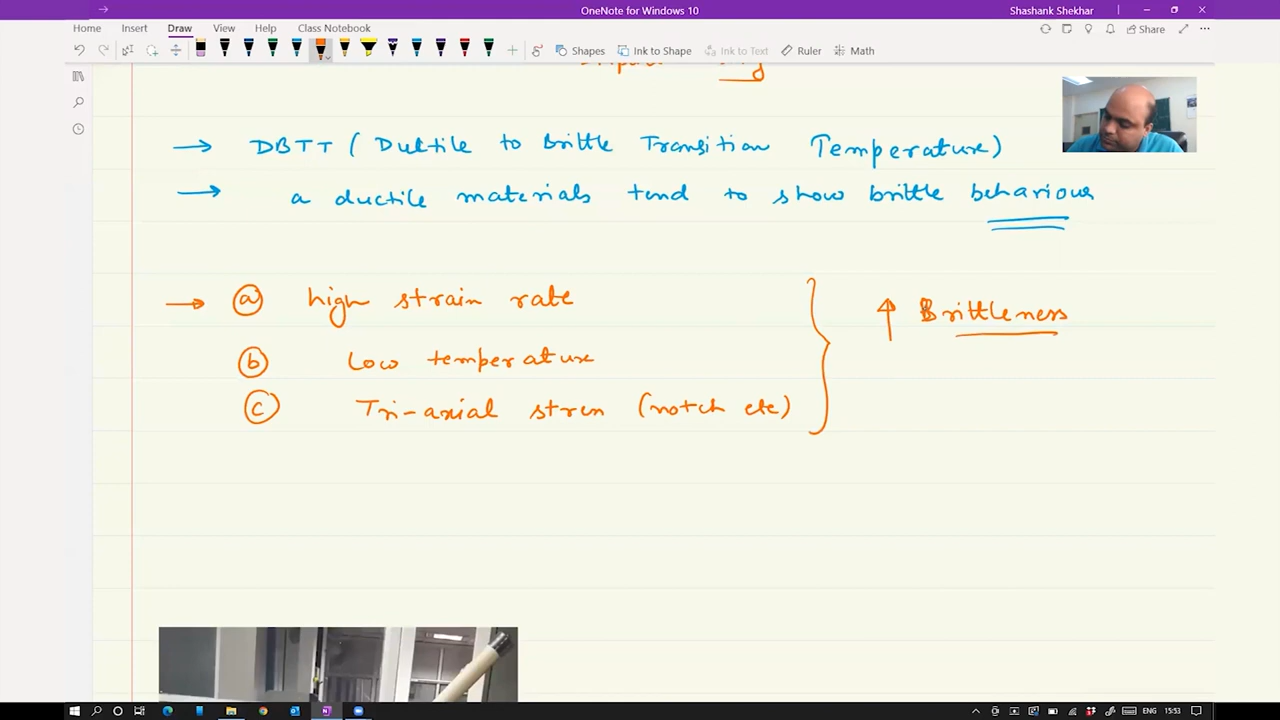 OneNote for Windows 10
Shashank Shekhar
Home Draw View Help Class Notebook
Share
Shapes Ink to Shape Ink to Text Ruler Math
→ DBTT (Ductile to Brittle Transition Temperature)
→ a ductile materials tend to show brittle behaviour
→ a high strain rate
b Low temperature
c Tri-axial stress (notch etc)
↑ Brittleness
ENG 15:53